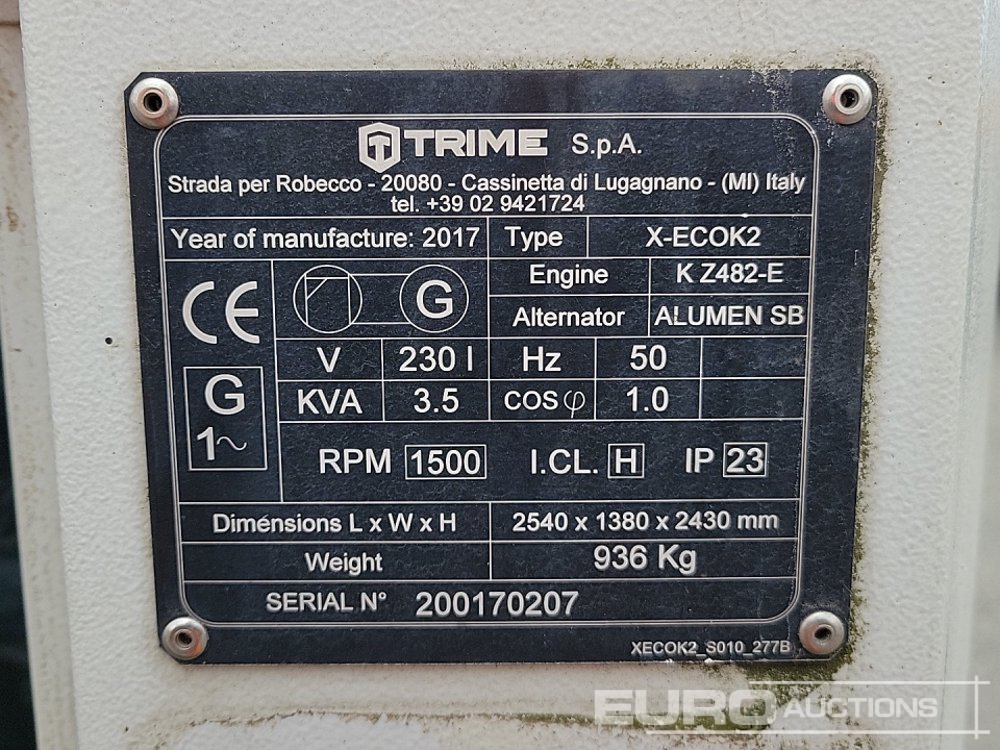 TRIME S.p.A.
Strada per Robecco - 20080 - Cassinetta di Lugagnano - (MI) Italy
tel. +39 02 9421724
Year of manufacture: 2017 Type X-ECOK2
Engine K Z482-E
CE G
Alternator ALUMEN SB
V 230 I Hz 50
G 1~
KVA 3.5 COSφ 1.0
RPM 1500 I.CL. H IP 23
Diménsions L x W x H 2540 x 1380 x 2430 mm
Weight 936 Kg
SERIAL N° 200170207
XECOK2_S010_277B
EURO AUCTIONS